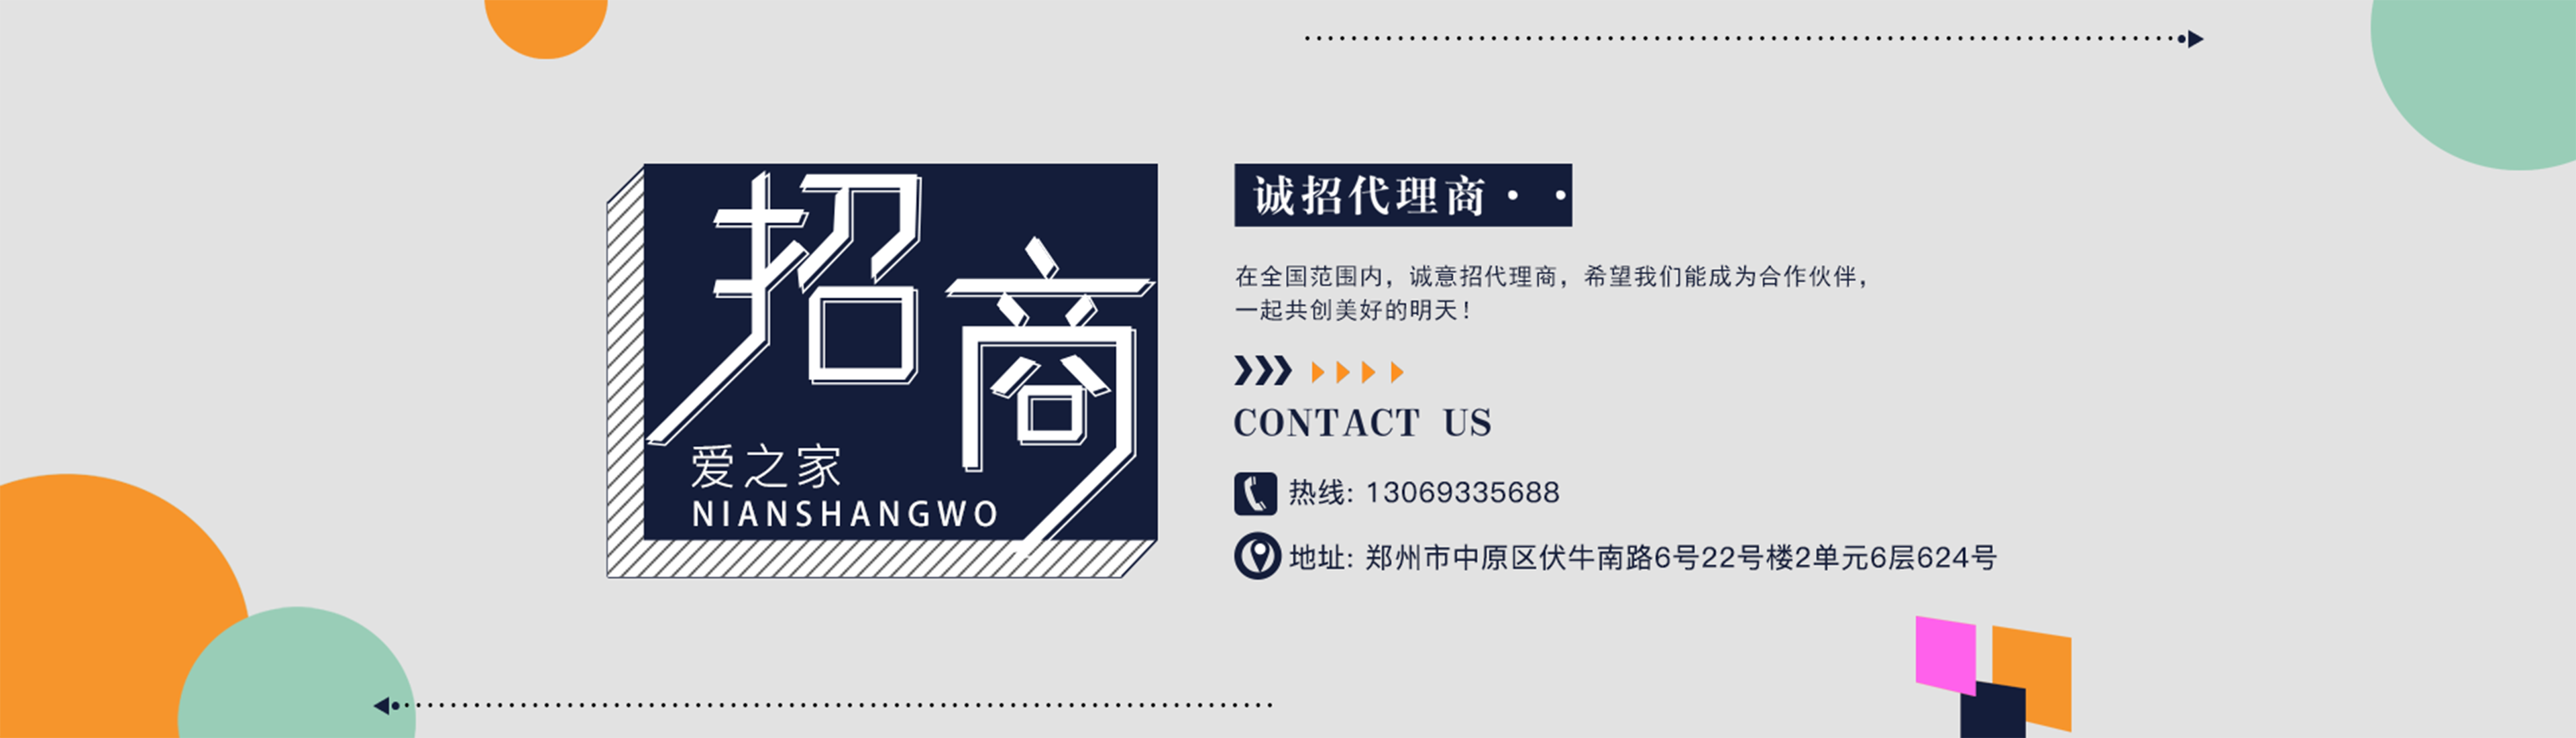 招商
爱之家
NIANSHANGWO
诚招代理商··
在全国范围内，诚意招代理商，希望我们能成为合作伙伴，
一起共创美好的明天！
CONTACT US
热线: 13069335688
地址: 郑州市中原区伏牛南路6号22号楼2单元6层624号